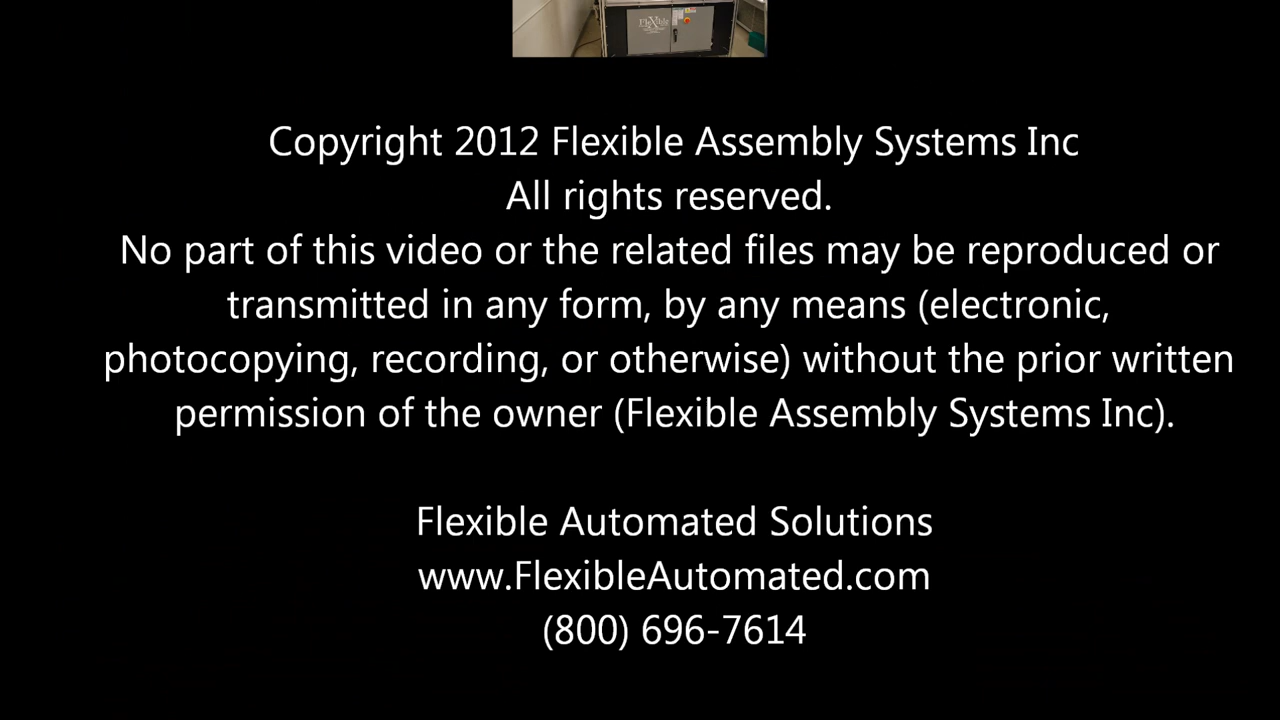 FleXible
Copyright 2012 Flexible Assembly Systems Inc
All rights reserved.
No part of this video or the related files may be reproduced or
transmitted in any form, by any means (electronic,
photocopying, recording, or otherwise) without the prior written
permission of the owner (Flexible Assembly Systems Inc).
Flexible Automated Solutions
www.FlexibleAutomated.com
(800) 696-7614